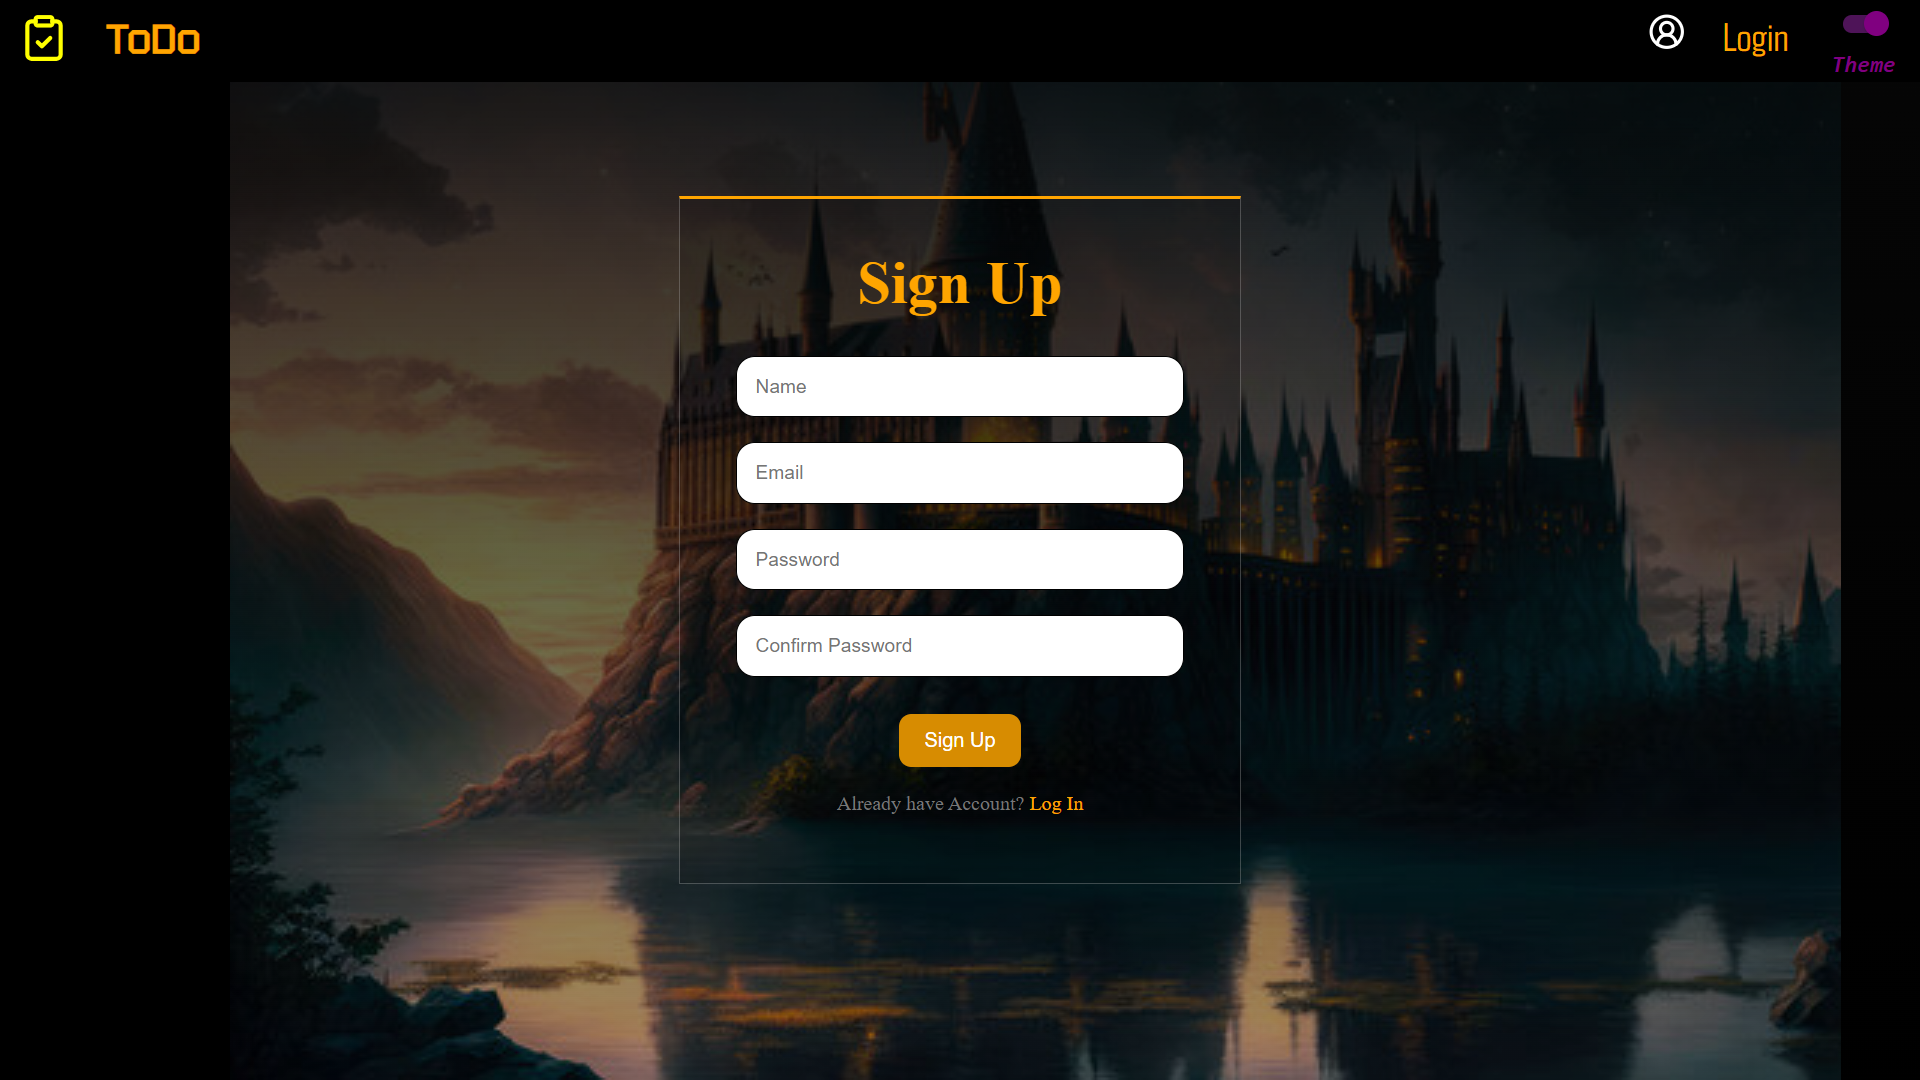 ToDo
Login
Theme
Sign Up
Name
Email
Password
Confirm Password
Sign Up
Already have Account? Log In